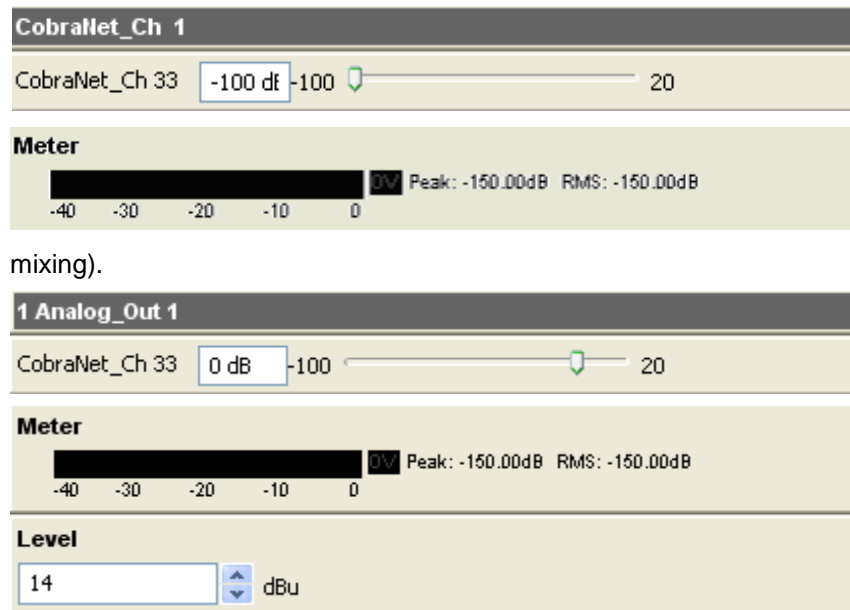 CobraNet_Ch 1
CobraNet_Ch 33 -100 dB -100 20
Meter
0V Peak: -150.00dB RMS: -150.00dB
-40 -30 -20 -10 0
mixing).
1 Analog_Out 1
CobraNet_Ch 33 0 dB -100 20
Meter
0V Peak: -150.00dB RMS: -150.00dB
-40 -30 -20 -10 0
Level
14 dBu